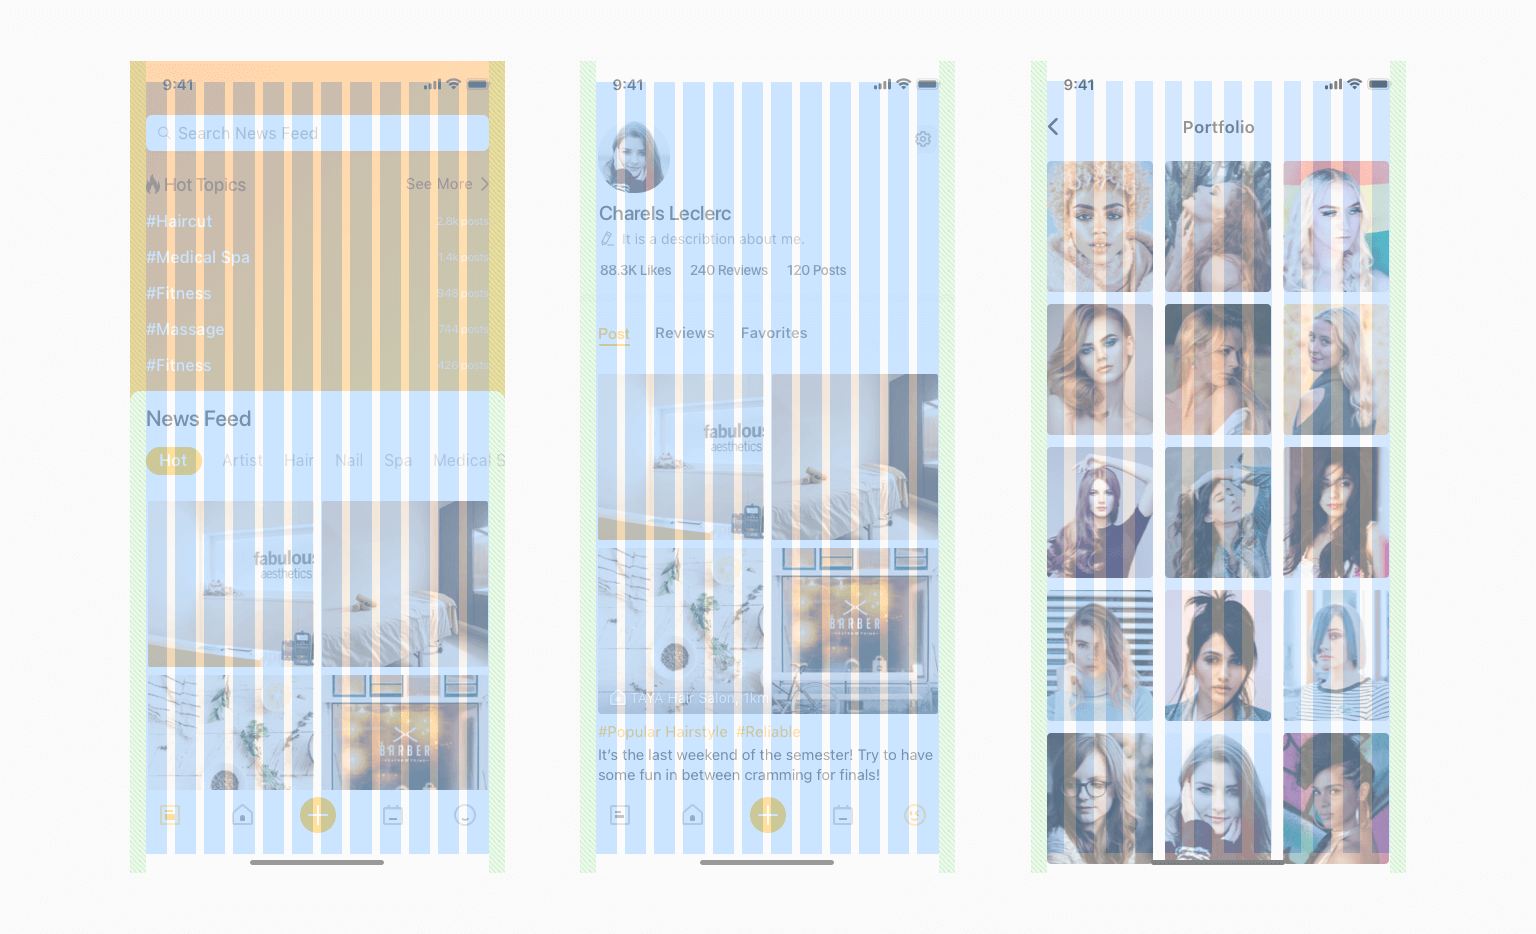 9:41
Search News Feed
Hot Topics See More
#Haircut 2.8k posts
#Medical Spa 1.4k posts
#Fitness 948 posts
#Massage 744 posts
#Fitness 426 posts
News Feed
Hot Artist Hair Nail Spa Medical S
fabulous
aesthetics
BARBER
9:41
Charels Leclerc
It is a describtion about me.
88.3K Likes 240 Reviews 120 Posts
Post Reviews Favorites
fabulous
aesthetics
BARBER
TAYA Hair Salon, 1km
#Popular Hairstyle #Reliable
It's the last weekend of the semester! Try to have
some fun in between cramming for finals!
9:41
Portfolio